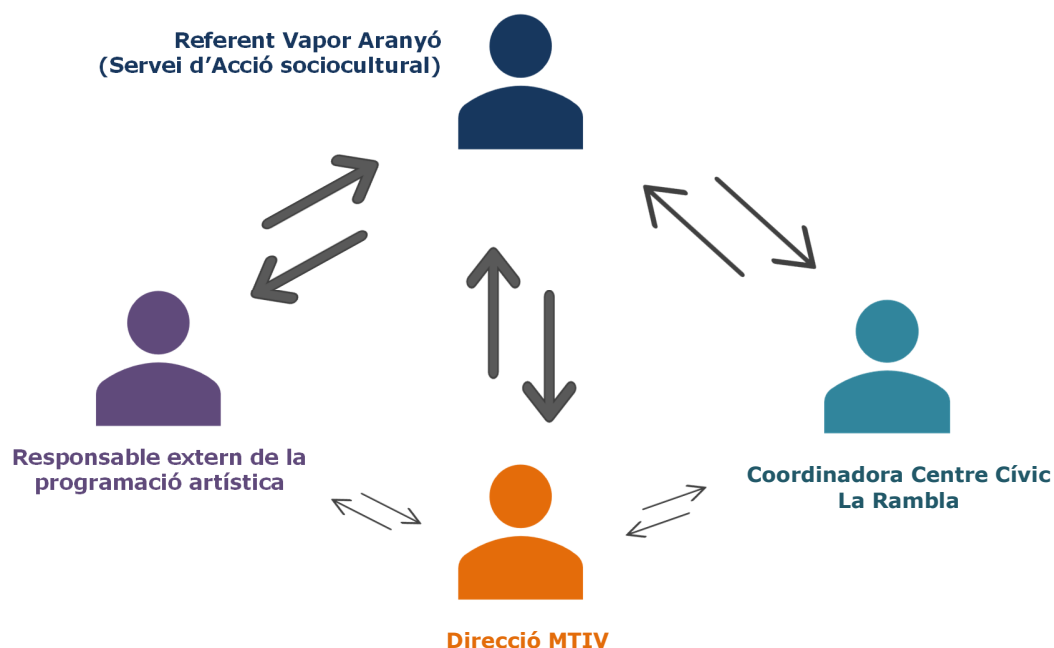 Referent Vapor Aranyó
(Servei d’Acció sociocultural)
Responsable extern de la
programació artística
Coordinadora Centre Cívic
La Rambla
Direcció MTIV